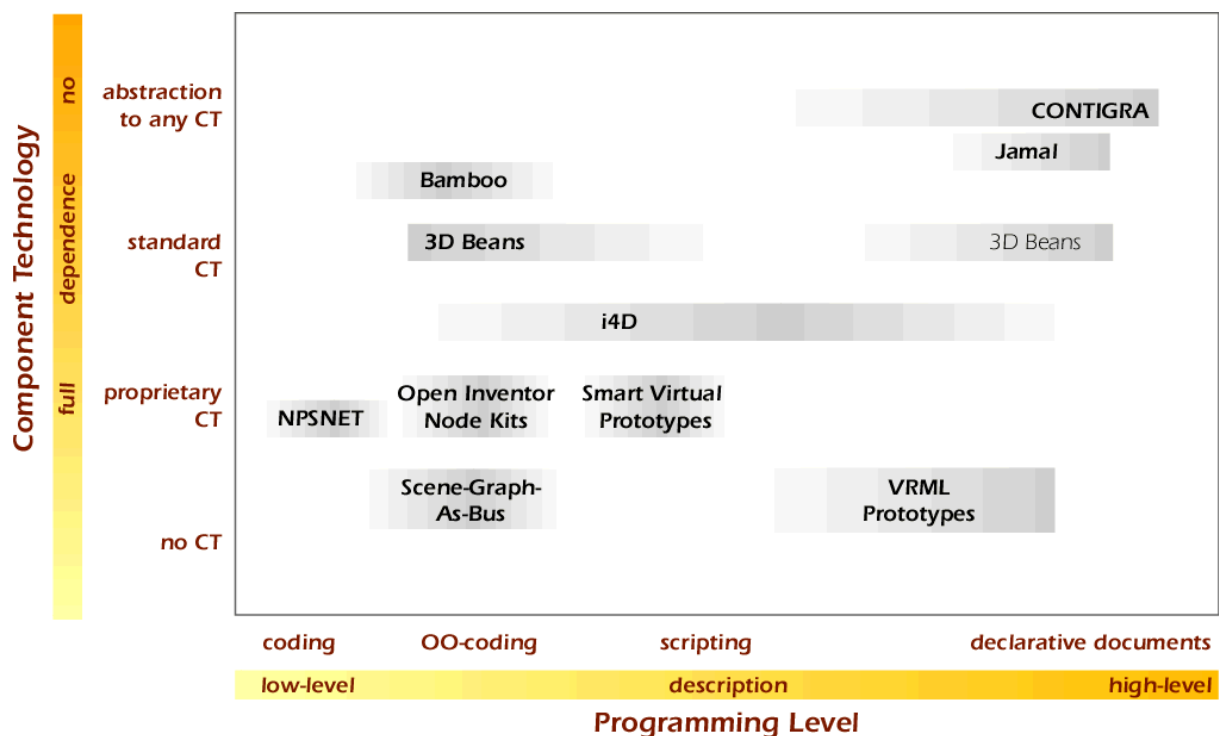 Component Technology
no
dependence
full
abstraction
to any CT
standard
CT
proprietary
CT
no CT
CONTIGRA
Jamal
Bamboo
3D Beans
3D Beans
i4D
NPSNET
Open Inventor
Node Kits
Smart Virtual
Prototypes
Scene-Graph-
As-Bus
VRML
Prototypes
coding
OO-coding
scripting
declarative documents
low-level
description
high-level
Programming Level